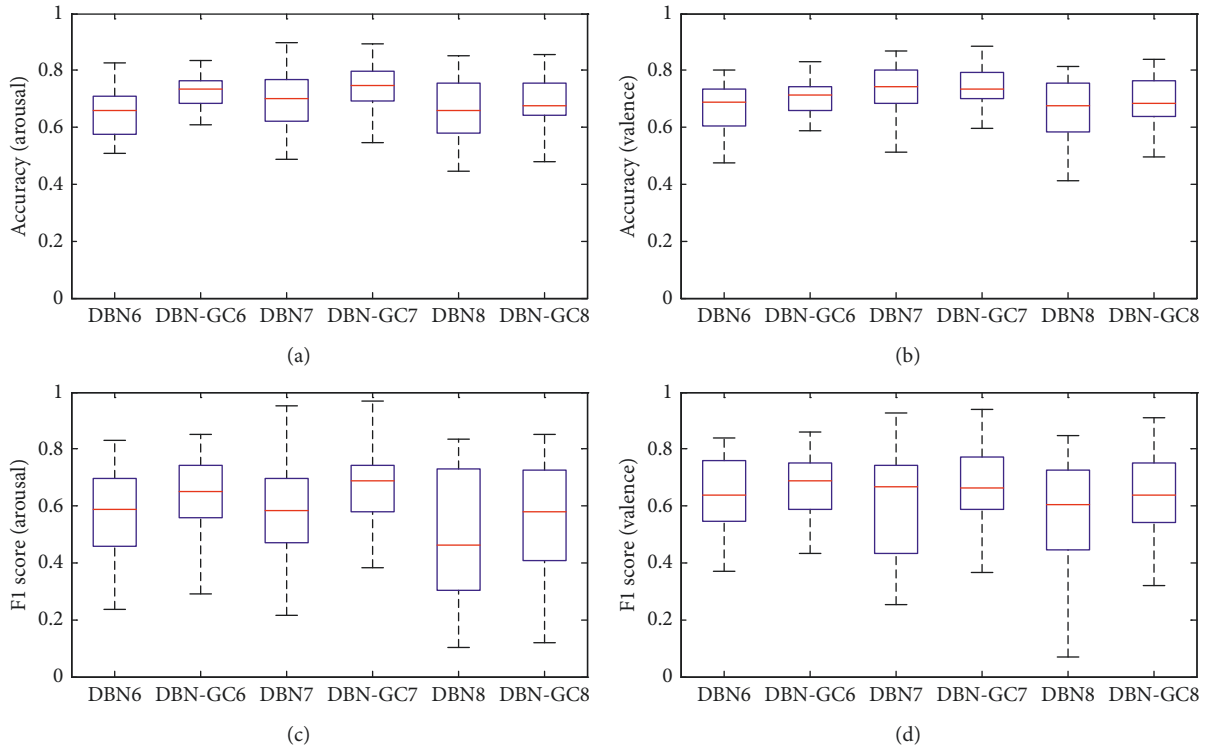 1
0.8
0.6
0.4
0.2
0
Accuracy (arousal)
DBN6 DBN-GC6 DBN7 DBN-GC7 DBN8 DBN-GC8
(a)
1
0.8
0.6
0.4
0.2
0
Accuracy (valence)
DBN6 DBN-GC6 DBN7 DBN-GC7 DBN8 DBN-GC8
(b)
1
0.8
0.6
0.4
0.2
0
F1 score (arousal)
DBN6 DBN-GC6 DBN7 DBN-GC7 DBN8 DBN-GC8
(c)
1
0.8
0.6
0.4
0.2
0
F1 score (valence)
DBN6 DBN-GC6 DBN7 DBN-GC7 DBN8 DBN-GC8
(d)